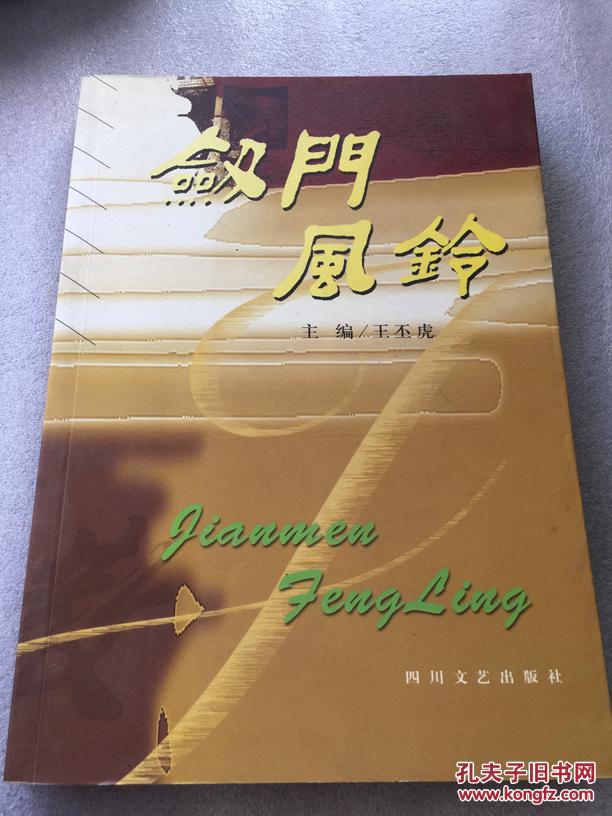 劔門
風鈴
主 编/王丕虎
Jianmen
FengLing
四川文艺出版社
孔夫子旧书网
www.kongfz.com